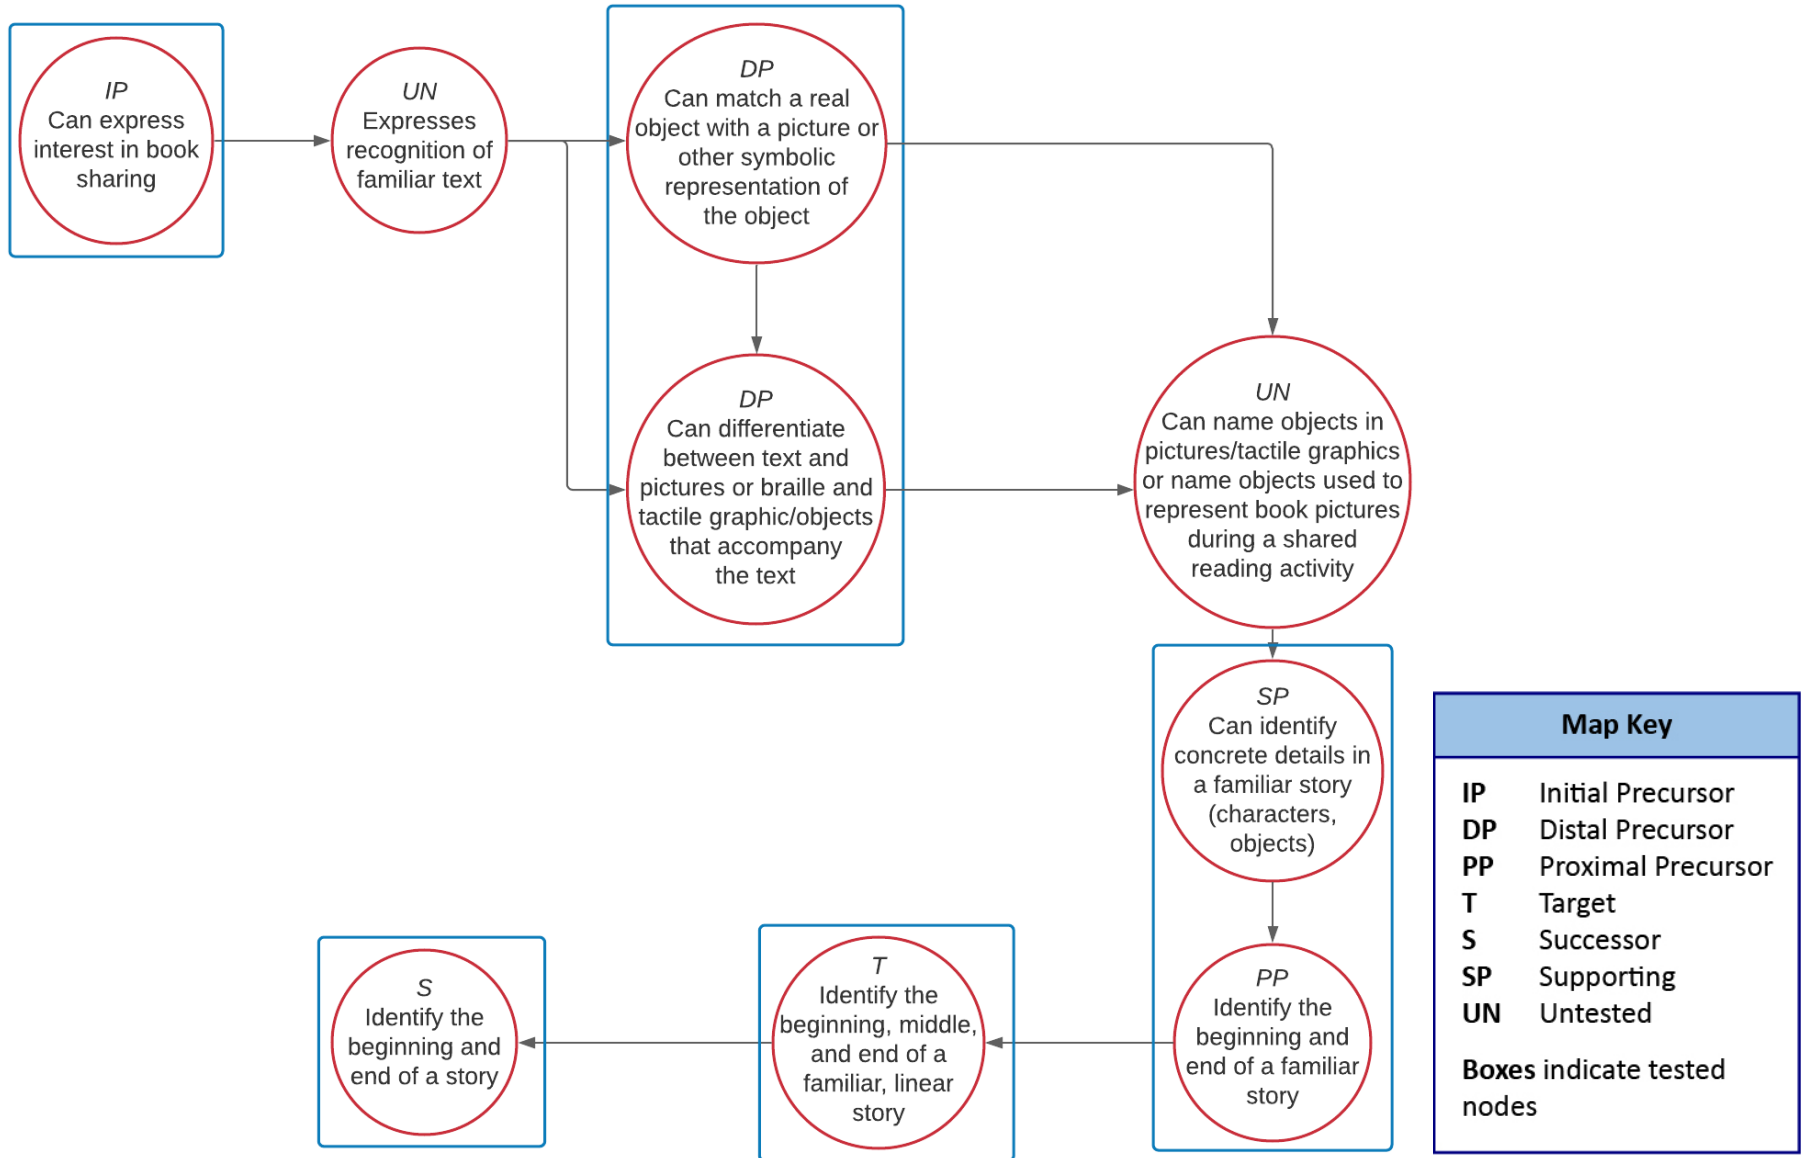 IP
Can express
interest in book
sharing
UN
Expresses
recognition of
familiar text
DP
Can match a real
object with a picture or
other symbolic
representation of
the object
DP
Can differentiate
between text and
pictures or braille and
tactile graphic/objects
that accompany
the text
UN
Can name objects in
pictures/tactile graphics
or name objects used to
represent book pictures
during a shared
reading activity
SP
Can identify
concrete details in
a familiar story
(characters,
objects)
PP
Identify the
beginning and
end of a familiar
story
T
Identify the
beginning, middle,
and end of a
familiar, linear
story
S
Identify the
beginning and
end of a story
Map Key
IP Initial Precursor
DP Distal Precursor
PP Proximal Precursor
T Target
S Successor
SP Supporting
UN Untested
Boxes indicate tested
nodes